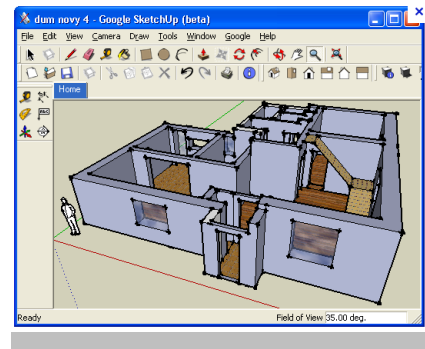 dum novy 4 - Google SketchUp (beta)
File Edit View Camera Draw Tools Window Google Help
Home
Ready
Field of View 35.00 deg.